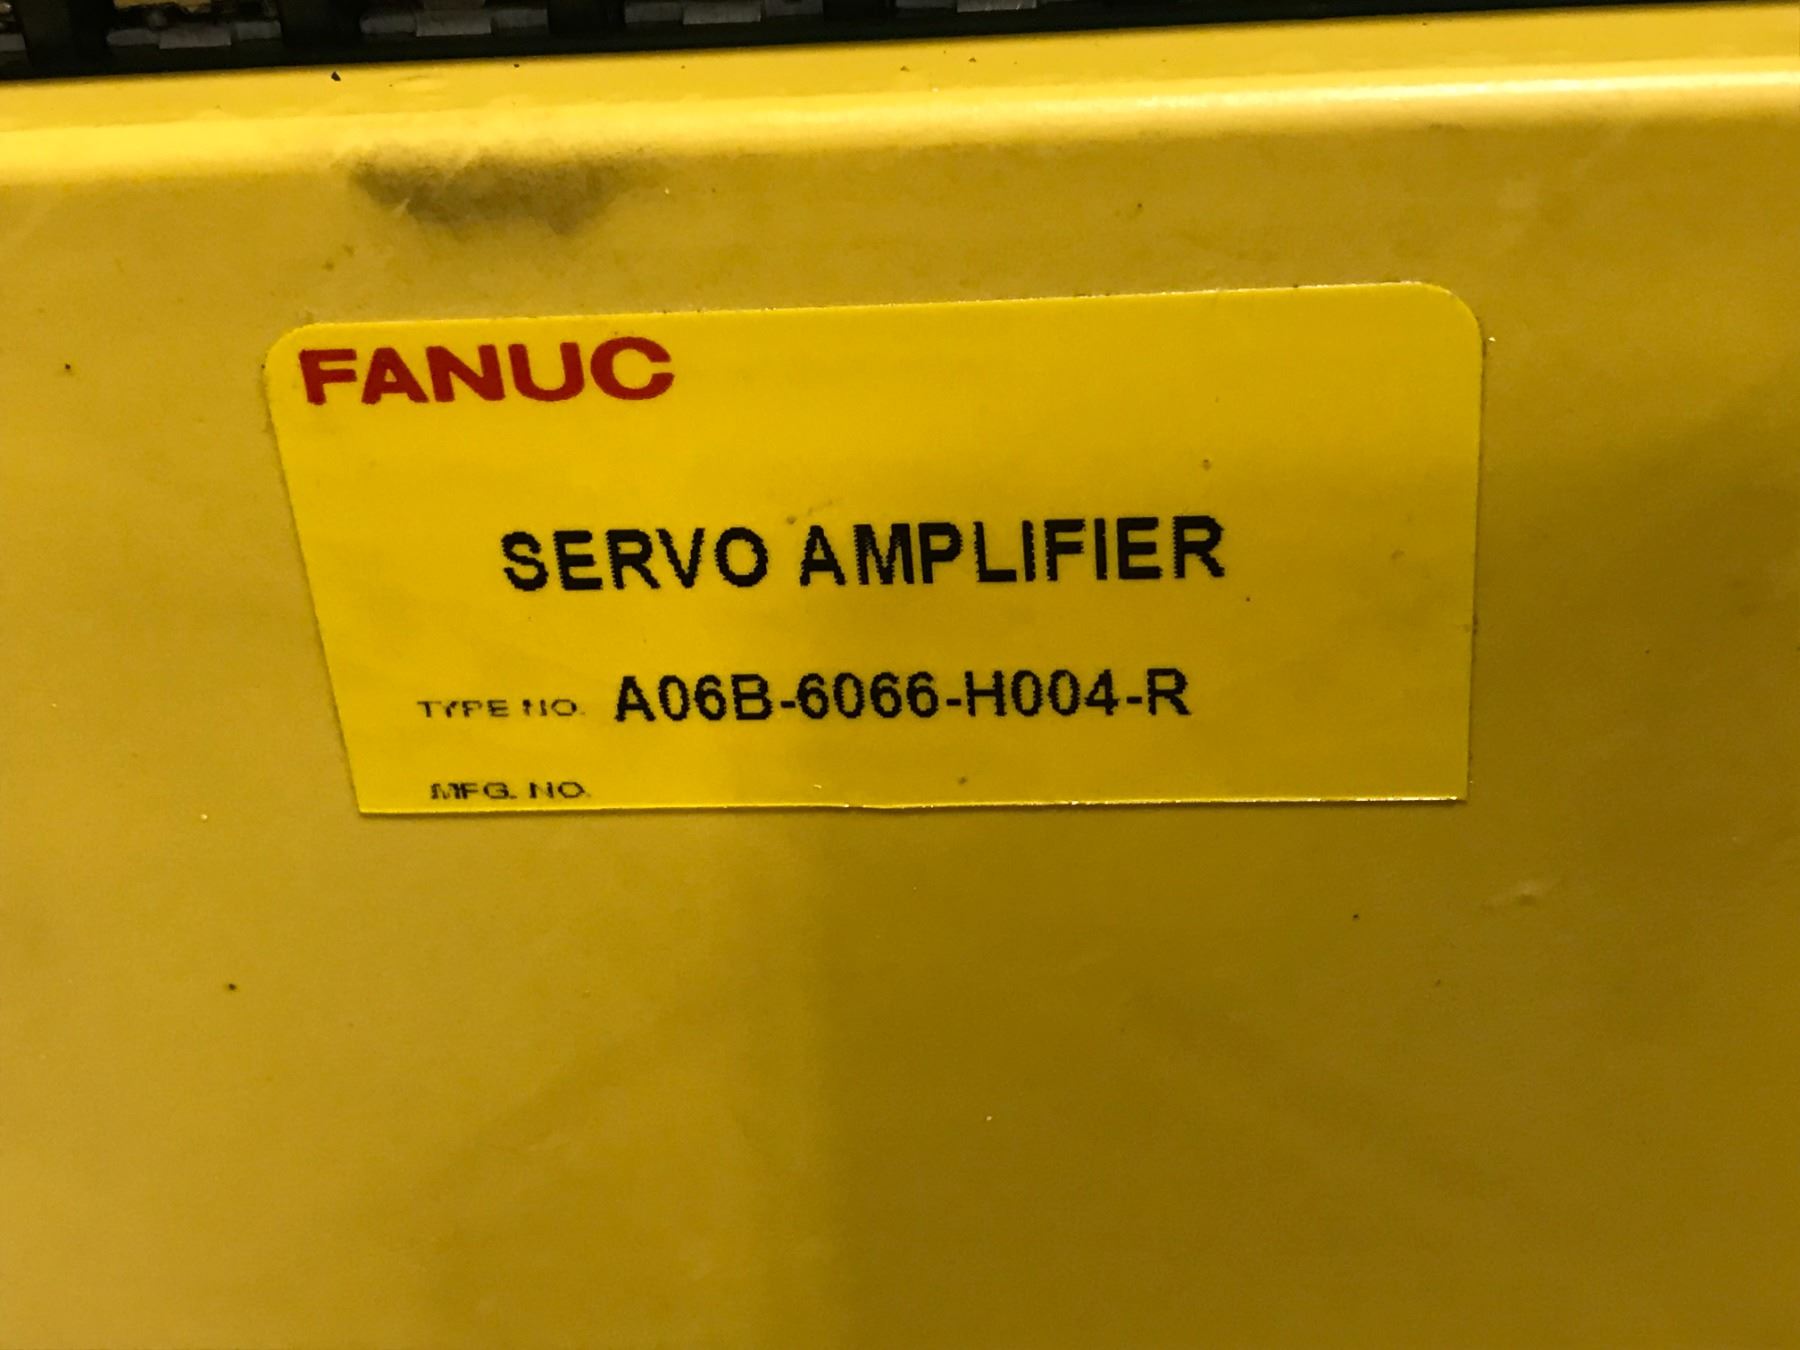 FANUC
SERVO AMPLIFIER
TYPE NO. A06B-6066-H004-R
MFG. NO.